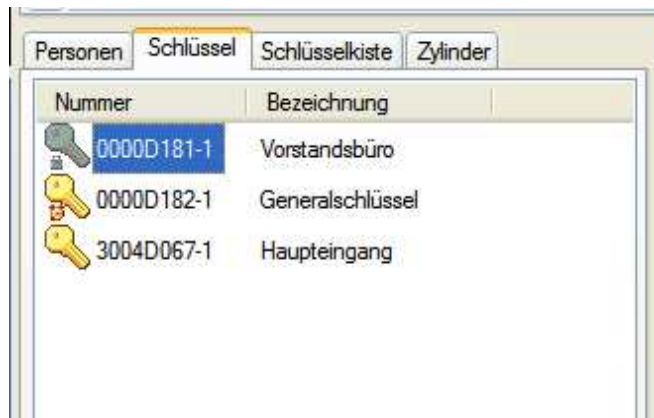 Personen Schlüssel Schlüsselkiste Zylinder
Nummer Bezeichnung
0000D181-1 Vorstandsbüro
0000D182-1 Generalschlüssel
3004D067-1 Haupteingang